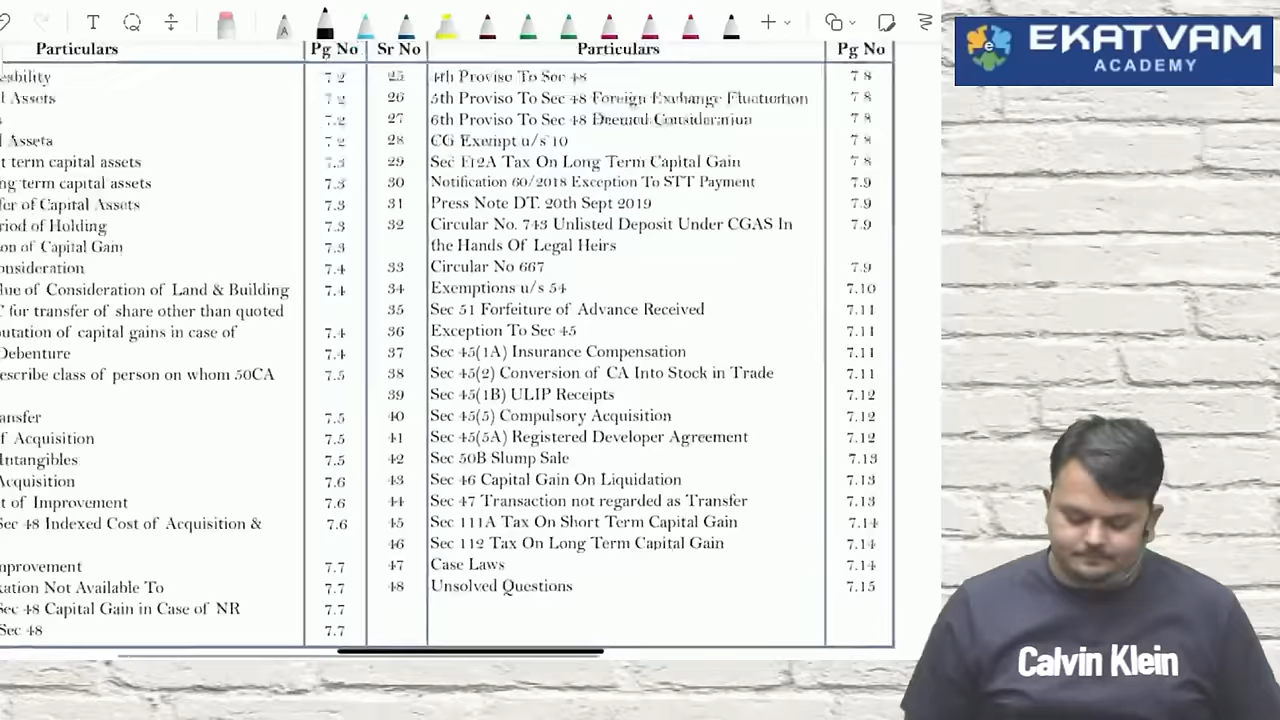 EKATVAM
ACADEMY
Particulars Pg No Sr No Particulars Pg No
7.2 25 4th Proviso To Sec 48 7.8
Assets 7.2 26 5th Proviso To Sec 48 Foreign Exchange Fluctuation 7.8
7.2 27 6th Proviso To Sec 48 Deemed Consideration 7.8
Assets 7.2 28 CG Exempt u/s 10 7.8
t term capital assets 7.3 29 Sec 112A Tax On Long Term Capital Gain 7.8
ng term capital assets 7.3 30 Notification 60/2018 Exception To STT Payment 7.9
fer of Capital Assets 7.3 31 Press Note DT. 20th Sept 2019 7.9
riod of Holding 7.3 32 Circular No. 743 Unlisted Deposit Under CGAS In 7.9
on of Capital Gain 7.3 the Hands Of Legal Heirs
onsideration 7.4 33 Circular No 667 7.9
lue of Consideration of Land & Building 7.4 34 Exemptions u/s 54 7.10
for transfer of share other than quoted 35 Sec 51 Forfeiture of Advance Received 7.11
utation of capital gains in case of 7.4 36 Exception To Sec 45 7.11
Debenture 7.4 37 Sec 45(1A) Insurance Compensation 7.11
escribe class of person on whom 50CA 7.5 38 Sec 45(2) Conversion of CA Into Stock in Trade 7.11
39 Sec 45(1B) ULIP Receipts 7.12
ansfer 7.5 40 Sec 45(5) Compulsory Acquisition 7.12
f Acquisition 7.5 41 Sec 45(5A) Registered Developer Agreement 7.12
Intangibles 7.5 42 Sec 50B Slump Sale 7.13
Acquisition 7.6 43 Sec 46 Capital Gain On Liquidation 7.13
t of Improvement 7.6 44 Sec 47 Transaction not regarded as Transfer 7.13
Sec 48 Indexed Cost of Acquisition & 7.6 45 Sec 111A Tax On Short Term Capital Gain 7.14
46 Sec 112 Tax On Long Term Capital Gain 7.14
mprovement 7.7 47 Case Laws 7.14
xation Not Available To 7.7 48 Unsolved Questions 7.15
Sec 48 Capital Gain in Case of NR 7.7
Sec 48 7.7
Calvin Klein